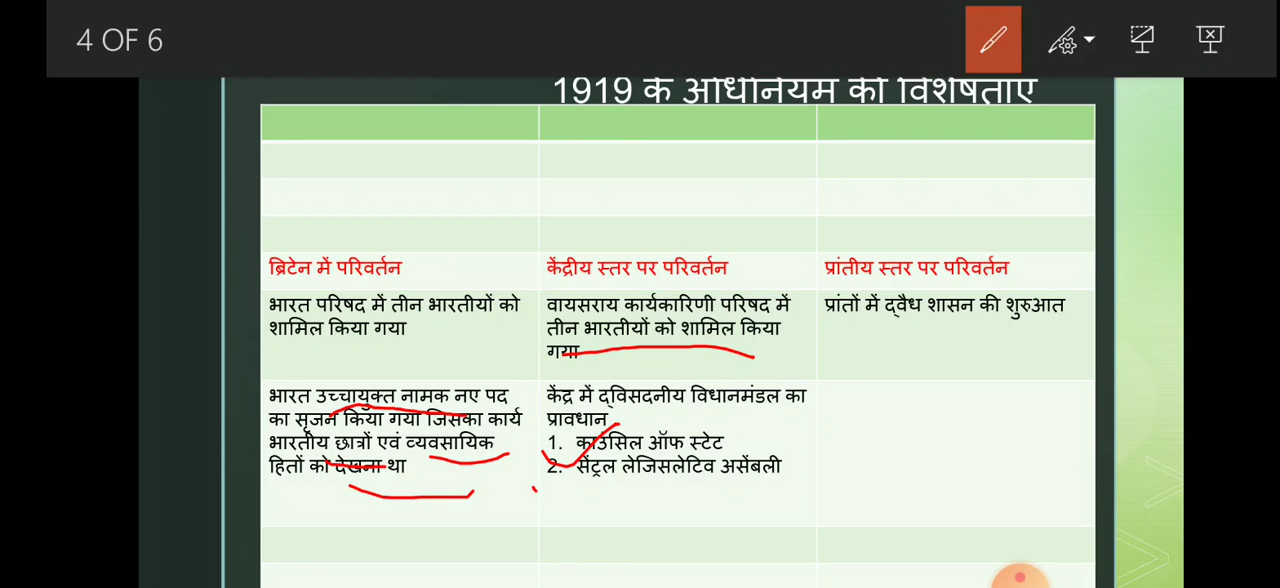 4 OF 6
1919 के अधिनियम की विशेषताएं
ब्रिटेन में परिवर्तन
केंद्रीय स्तर पर परिवर्तन
प्रांतीय स्तर पर परिवर्तन
भारत परिषद में तीन भारतीयों को
शामिल किया गया
वायसराय कार्यकारिणी परिषद में
तीन भारतीयों को शामिल किया
गया
प्रांतों में द्वैध शासन की शुरुआत
भारत उच्चायुक्त नामक नए पद
का सृजन किया गया जिसका कार्य
भारतीय छात्रों एवं व्यवसायिक
हितों को देखना था
केंद्र में द्विसदनीय विधानमंडल का
प्रावधान
1. काउंसिल ऑफ स्टेट
2. सेंट्रल लेजिसलेटिव असेंबली